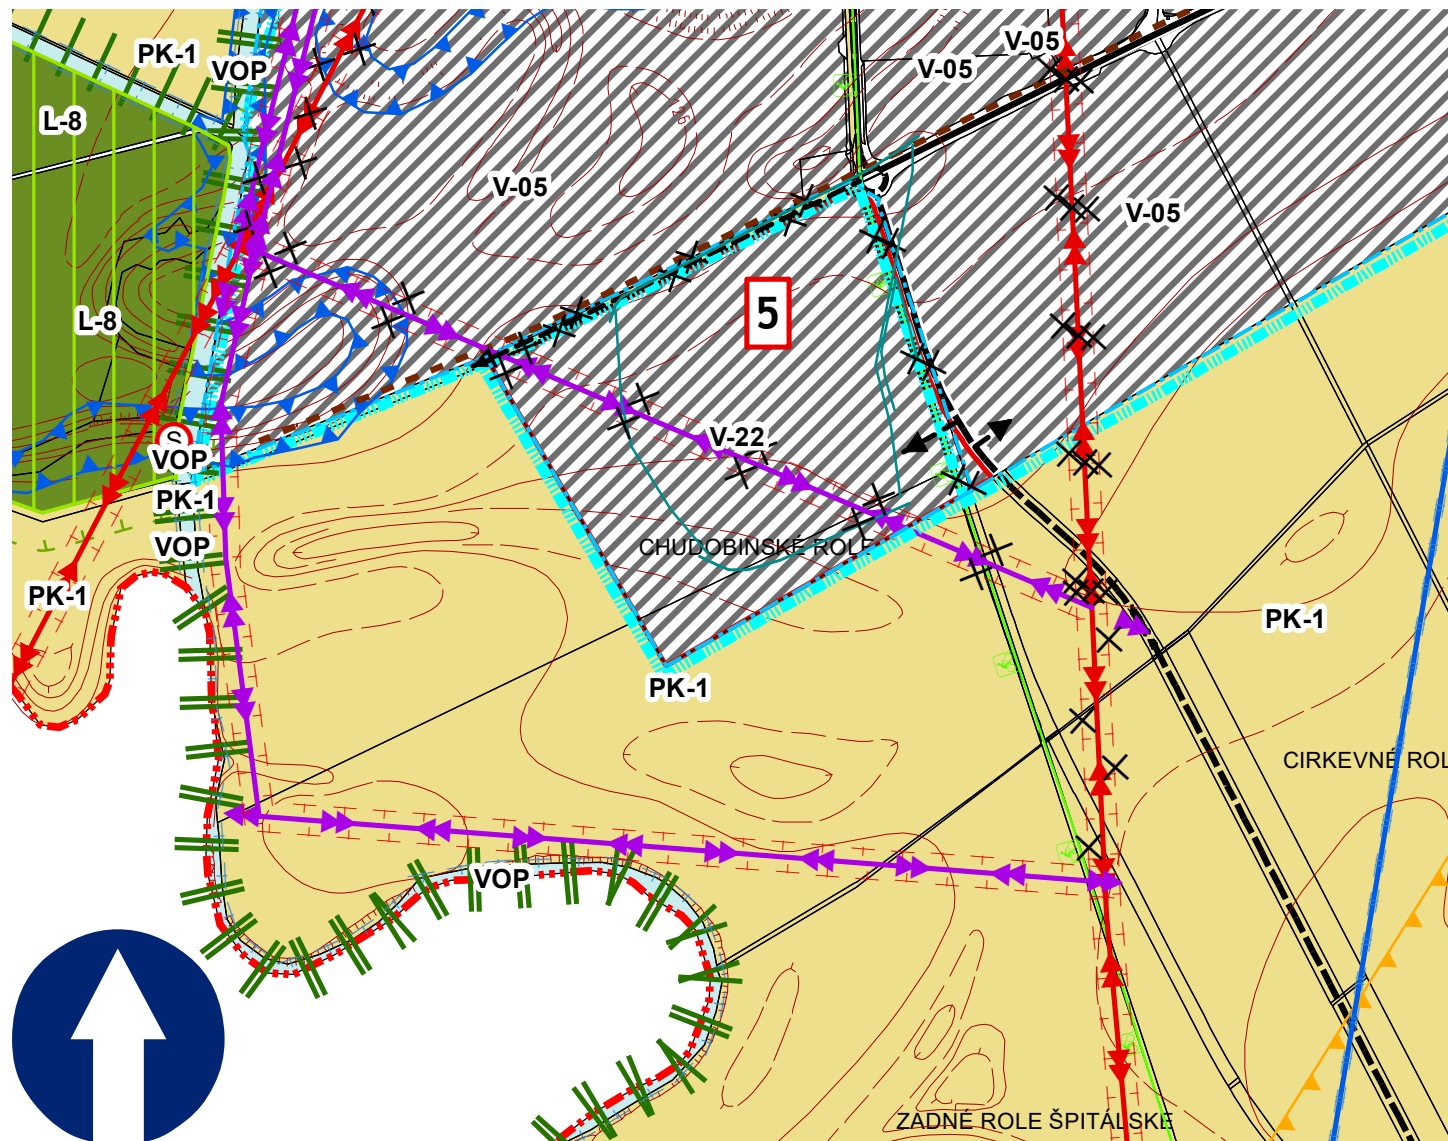 V-05
PK-1
VOP
V-05
L-8
V-05
V-05
5
L-8
V-22
S
VOP
PK-1
VOP
CHUDOBINSKÉ ROLE
PK-1
PK-1
PK-1
CIRKEVNÉ ROL
VOP
ZADNÉ ROLE ŠPITÁLSKE